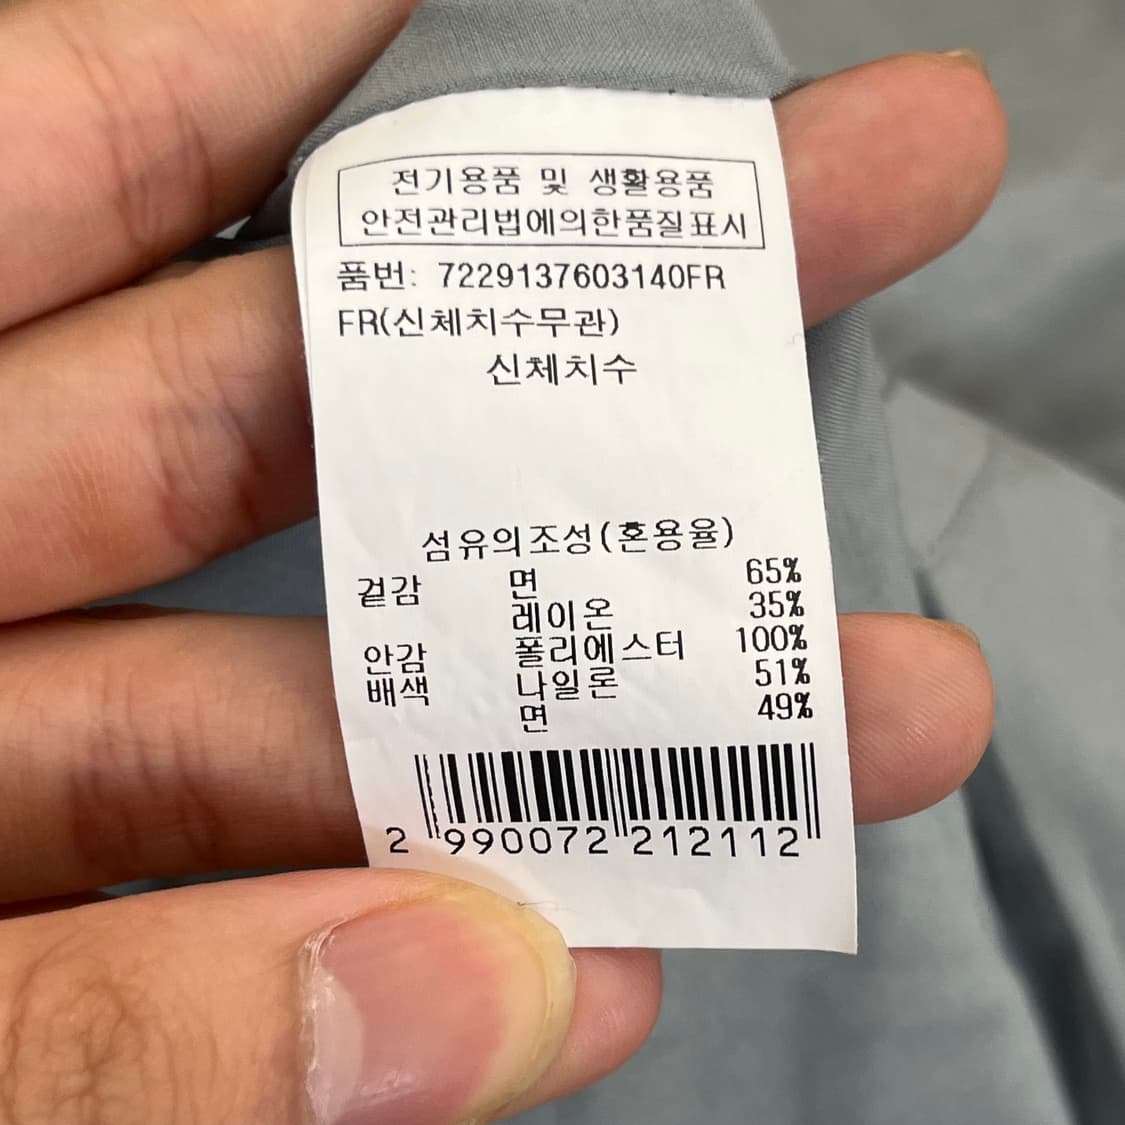 전기용품 및 생활용품
안전관리법에의한품질표시
품번: 7229137603140FR
FR(신체치수무관)
신체치수
섬유의조성(혼용율)
겉감 면 65%
레이온 35%
안감 폴리에스터 100%
배색 나일론 51%
면 49%
2 990072 212112